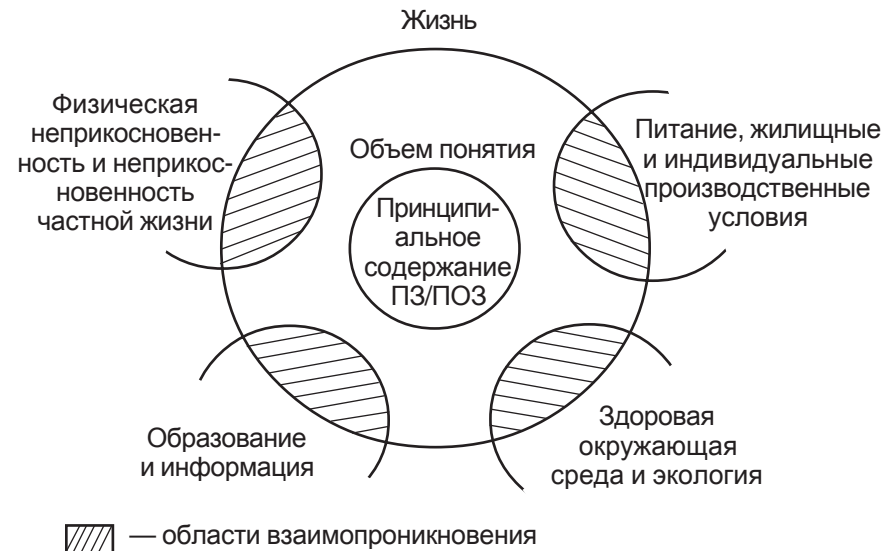 Жизнь
Физическая
неприкосновен-
ность и неприкос-
новенность
частной жизни
Объем понятия
Питание, жилищные
и индивидуальные
производственные
условия
Принципи-
альное
содержание
ПЗ/ПОЗ
Образование
и информация
Здоровая
окружающая
среда и экология
— области взаимопроникновения